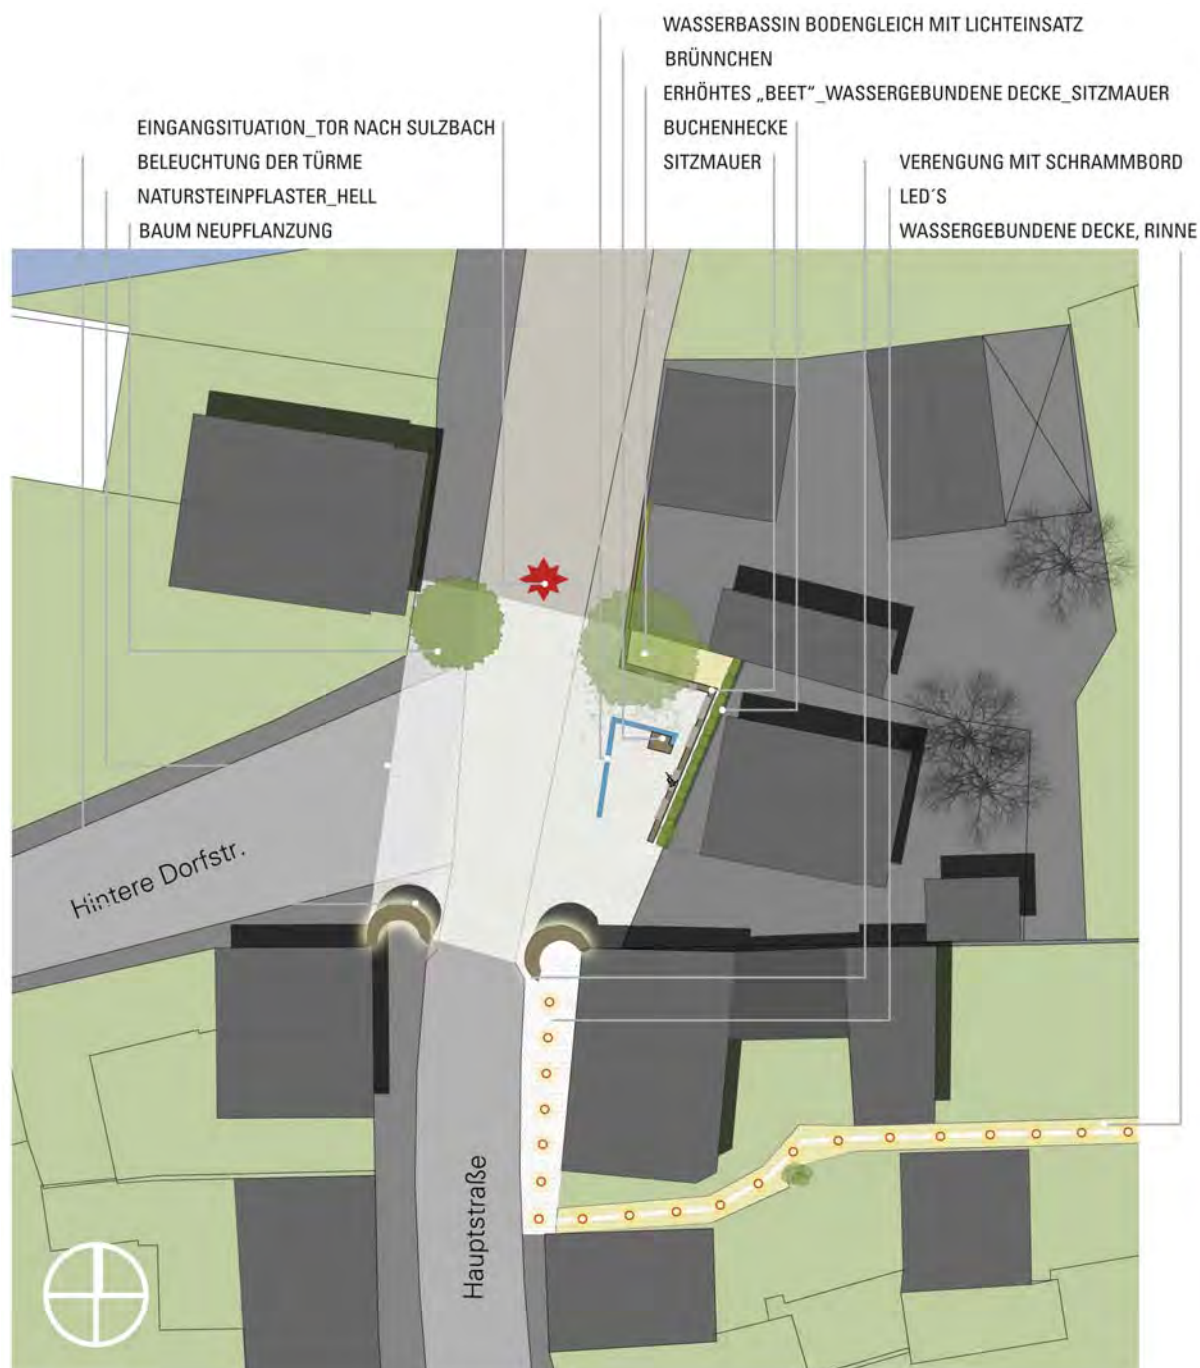 WASSERBASSIN BODENGLEICH MIT LICHTEINSATZ
BRÜNNCHEN
ERHÖHTES „BEET"_WASSERGEBUNDENE DECKE_SITZMAUER
BUCHENHECKE
SITZMAUER
EINGANGSITUATION_TOR NACH SULZBACH
BELEUCHTUNG DER TÜRME
NATURSTEINPFLASTER_HELL
BAUM NEUPFLANZUNG
VERENGUNG MIT SCHRAMMBORD
LED´S
WASSERGEBUNDENE DECKE, RINNE
Hintere Dorfstr.
Hauptstraße